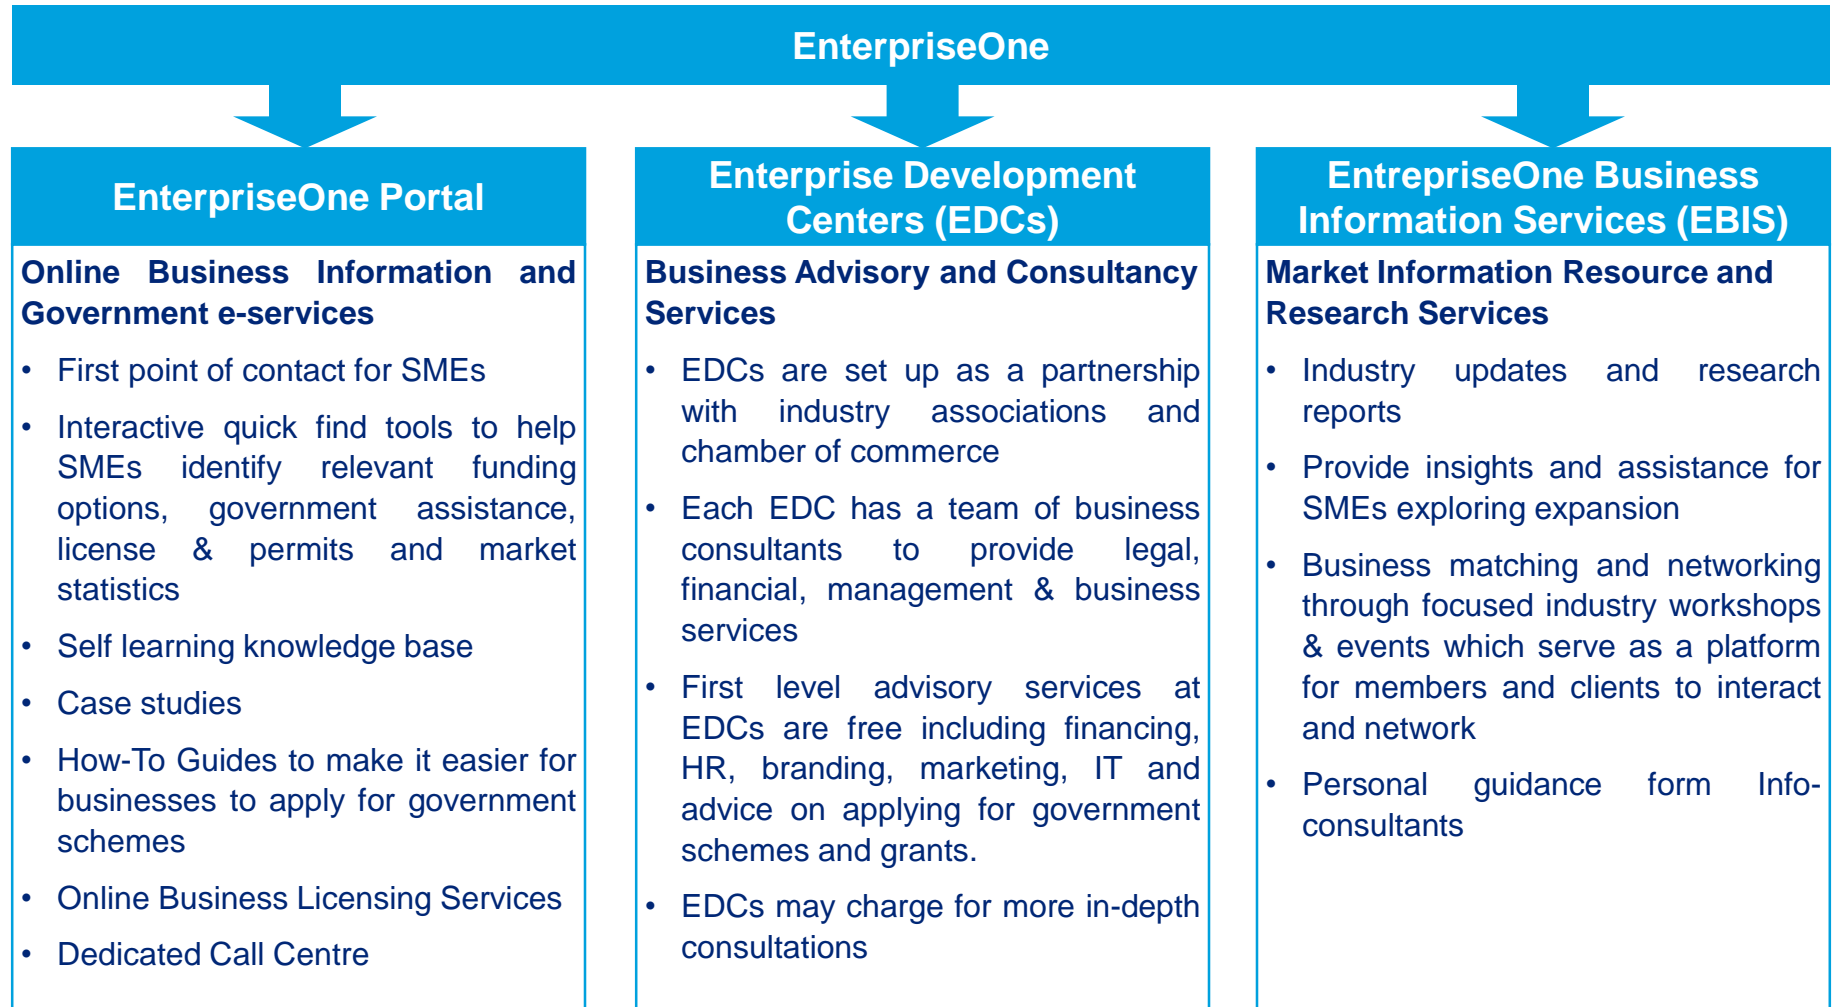 EnterpriseOne
EnterpriseOne Portal
Online Business Information and
Government e-services
• First point of contact for SMEs
• Interactive quick find tools to help
SMEs identify relevant funding
options, government assistance,
license & permits and market
statistics
• Self learning knowledge base
• Case studies
• How-To Guides to make it easier for
businesses to apply for government
schemes
• Online Business Licensing Services
• Dedicated Call Centre
Enterprise Development
Centers (EDCs)
Business Advisory and Consultancy
Services
• EDCs are set up as a partnership
with industry associations and
chamber of commerce
• Each EDC has a team of business
consultants to provide legal,
financial, management & business
services
• First level advisory services at
EDCs are free including financing,
HR, branding, marketing, IT and
advice on applying for government
schemes and grants.
• EDCs may charge for more in-depth
consultations
EntrepriseOne Business
Information Services (EBIS)
Market Information Resource and
Research Services
• Industry updates and research
reports
• Provide insights and assistance for
SMEs exploring expansion
• Business matching and networking
through focused industry workshops
& events which serve as a platform
for members and clients to interact
and network
• Personal guidance form Info-
consultants